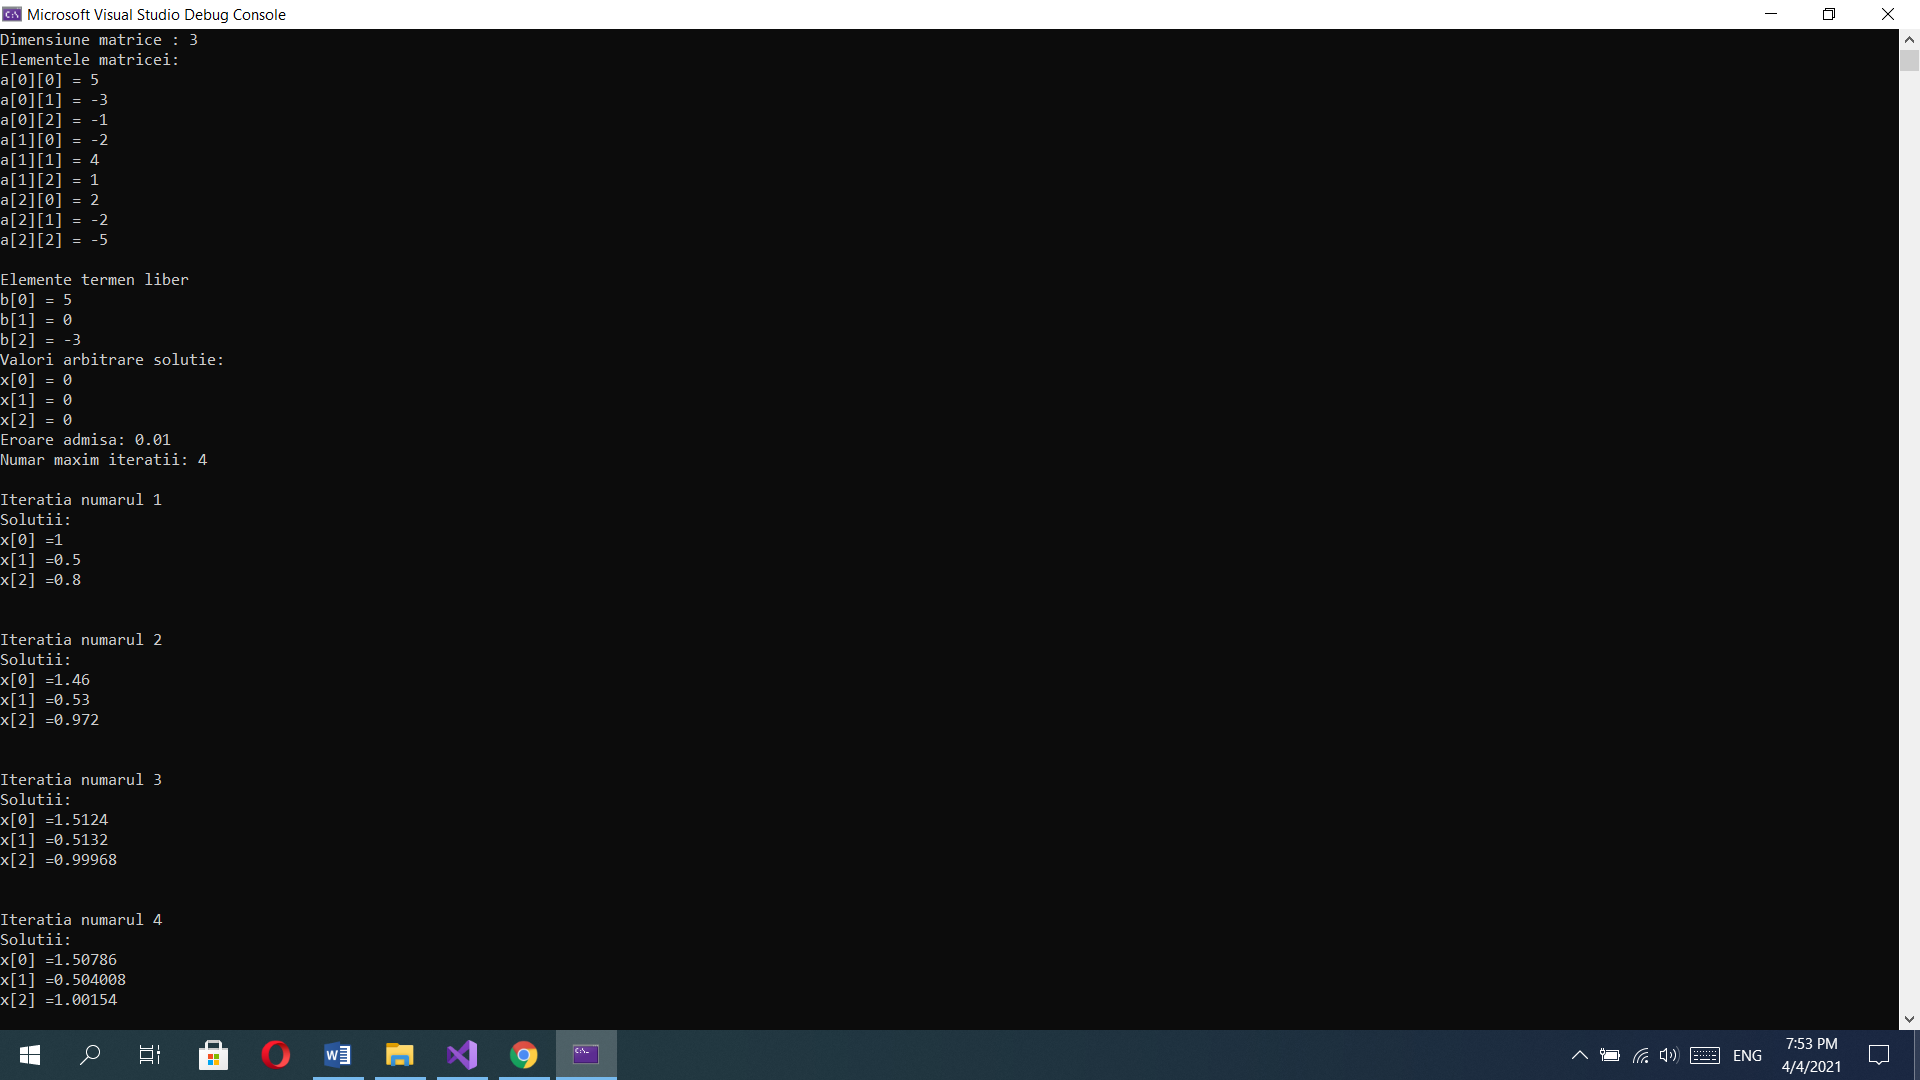 Microsoft Visual Studio Debug Console
Dimensiune matrice : 3
Elementele matricei:
a[0][0] = 5
a[0][1] = -3
a[0][2] = -1
a[1][0] = -2
a[1][1] = 4
a[1][2] = 1
a[2][0] = 2
a[2][1] = -2
a[2][2] = -5
Elemente termen liber
b[0] = 5
b[1] = 0
b[2] = -3
Valori arbitrare solutie:
x[0] = 0
x[1] = 0
x[2] = 0
Eroare admisa: 0.01
Numar maxim iteratii: 4
Iteratia numarul 1
Solutii:
x[0] =1
x[1] =0.5
x[2] =0.8
Iteratia numarul 2
Solutii:
x[0] =1.46
x[1] =0.53
x[2] =0.972
Iteratia numarul 3
Solutii:
x[0] =1.5124
x[1] =0.5132
x[2] =0.99968
Iteratia numarul 4
Solutii:
x[0] =1.50786
x[1] =0.504008
x[2] =1.00154
ENG
7:53 PM
4/4/2021